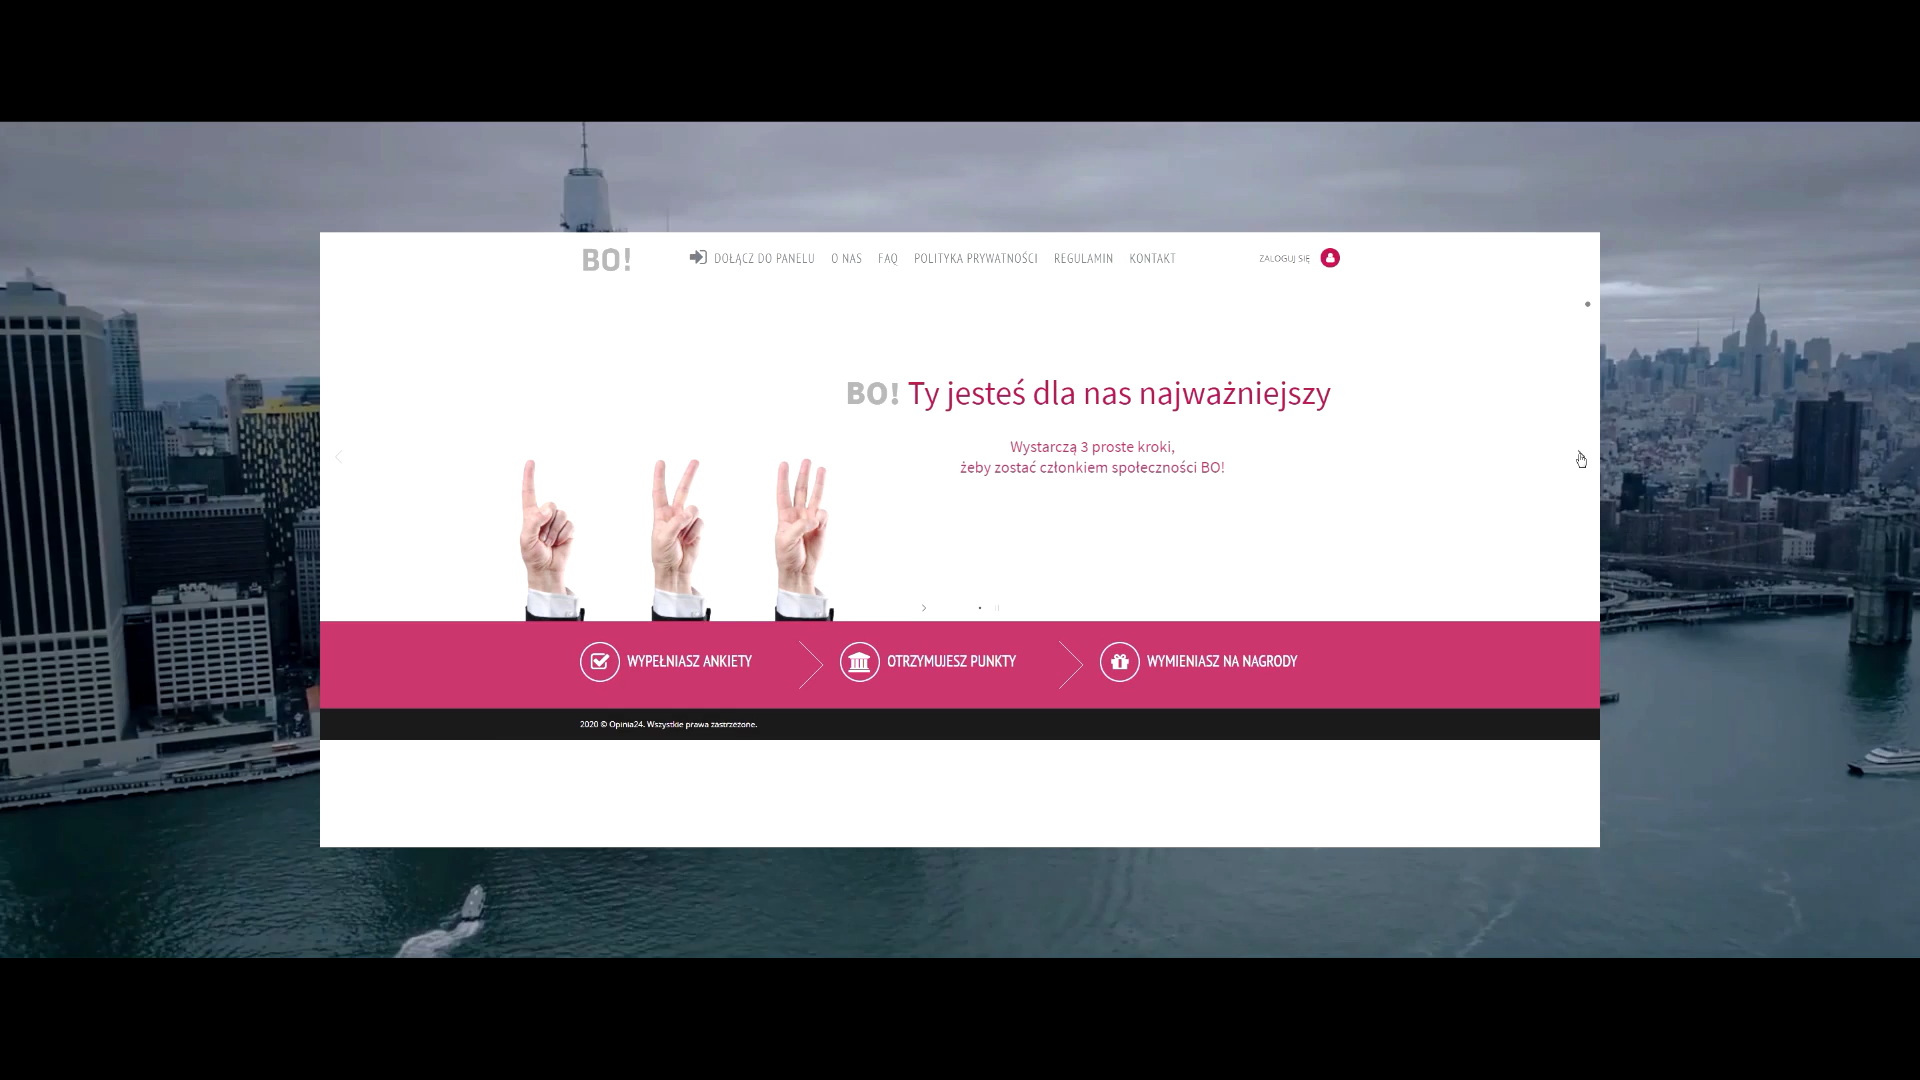 BO!
DOŁĄCZ DO PANELU O NAS FAQ POLITYKA PRYWATNOŚCI REGULAMIN KONTAKT
ZALOGUJ SIĘ
BO! Ty jesteś dla nas najważniejszy
Wystarczą 3 proste kroki,
żeby zostać członkiem społeczności BO!
WYPEŁNIASZ ANKIETY
OTRZYMUJESZ PUNKTY
WYMIENIASZ NA NAGRODY
2020 © Opinia24. Wszystkie prawa zastrzeżone.